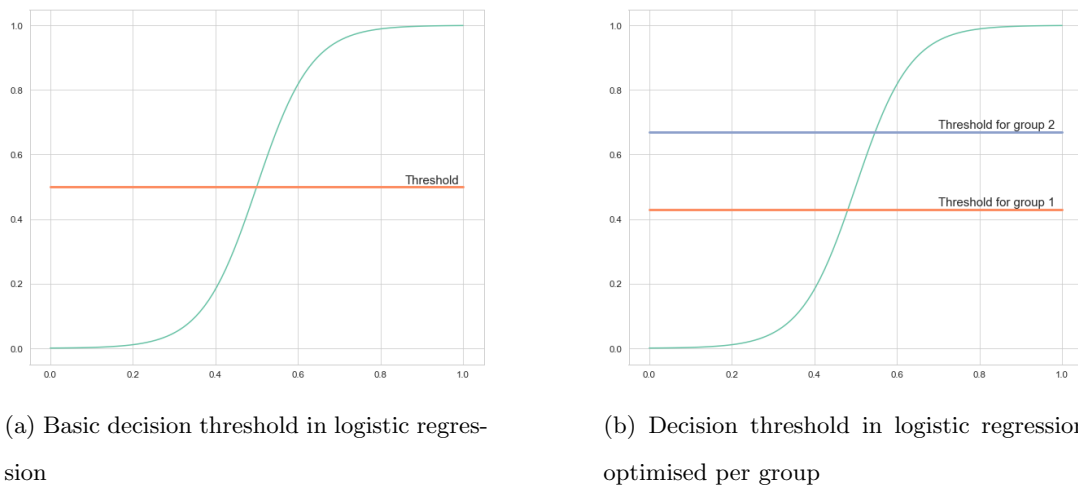 1.0
0.8
0.6
Threshold
0.4
0.2
0.0
0.0 0.2 0.4 0.6 0.8 1.0
(a) Basic decision threshold in logistic regres-
sion
1.0
0.8
Threshold for group 2
0.6
Threshold for group 1
0.4
0.2
0.0
0.0 0.2 0.4 0.6 0.8 1.0
(b) Decision threshold in logistic regression
optimised per group